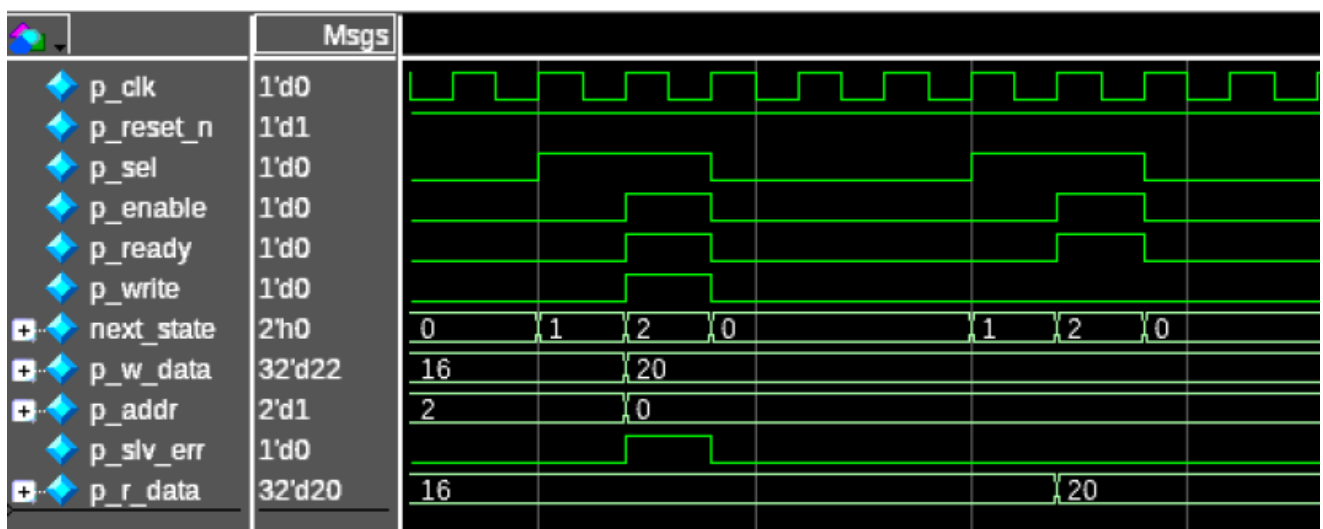 Msgs
p_clk 1'd0
p_reset_n 1'd1
p_sel 1'd0
p_enable 1'd0
p_ready 1'd0
p_write 1'd0
next_state 2'h0 0 1 2 0 1 2 0
p_w_data 32'd22 16 20
p_addr 2'd1 2 0
p_slv_err 1'd0
p_r_data 32'd20 16 20